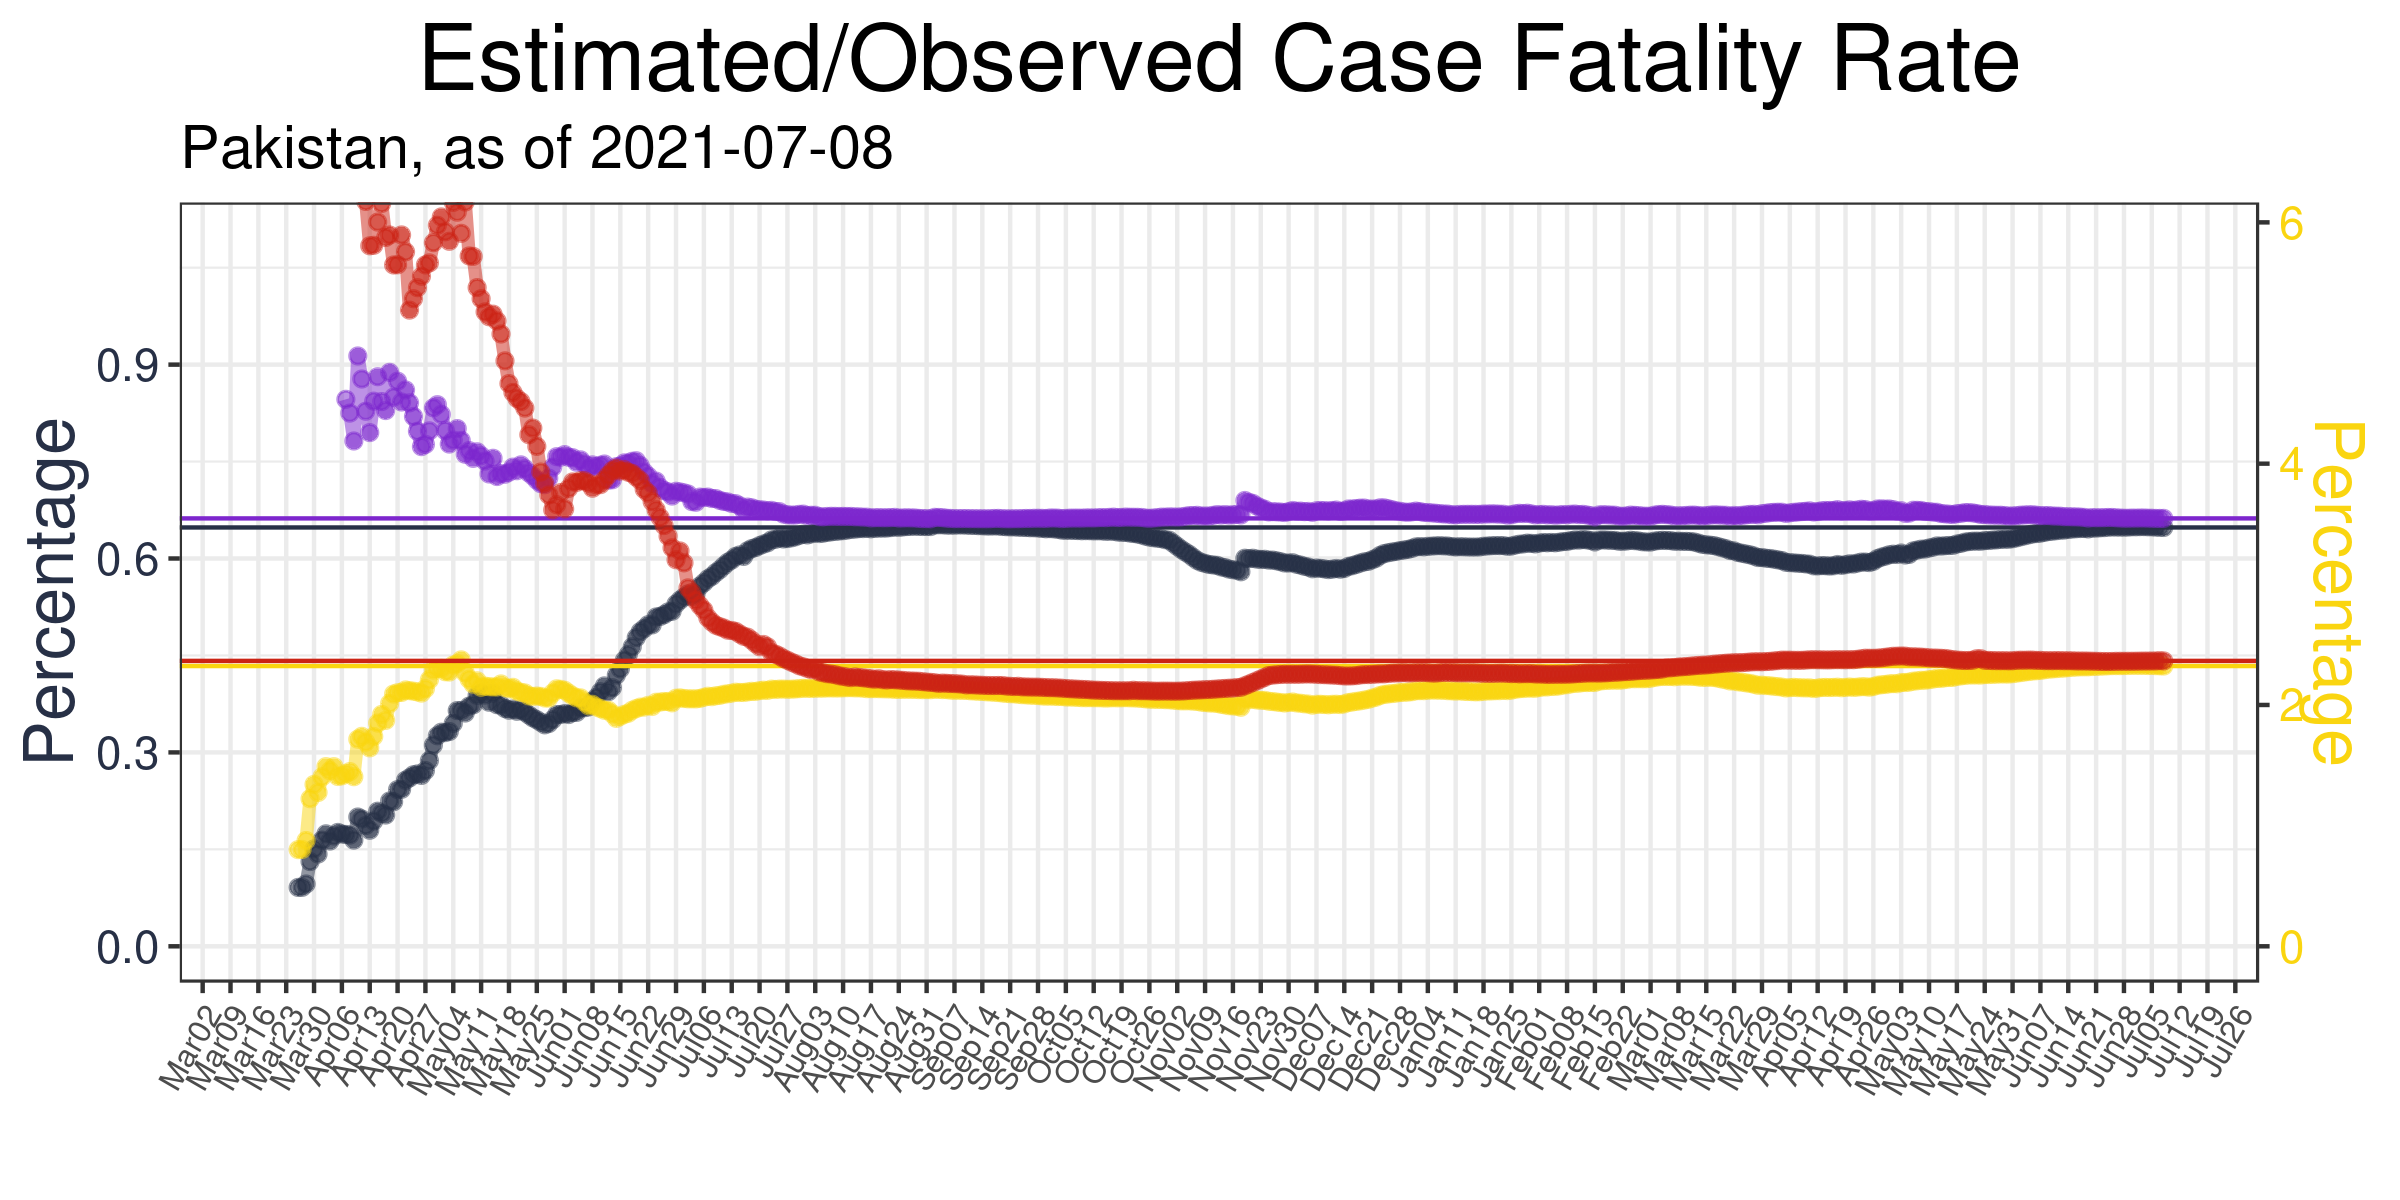 Estimated/Observed Case Fatality Rate
Pakistan, as of 2021-07-08
Percentage
0.9
0.6
0.3
0.0
6
4
2
0
Percentage
Mar02
Mar09
Mar16
Mar23
Mar30
Apr06
Apr13
Apr20
Apr27
May04
May11
May18
May25
Jun01
Jun08
Jun15
Jun22
Jun29
Jul06
Jul13
Jul20
Jul27
Aug03
Aug10
Aug17
Aug24
Aug31
Sep07
Sep14
Sep21
Sep28
Oct05
Oct12
Oct19
Oct26
Nov02
Nov09
Nov16
Nov23
Nov30
Dec07
Dec14
Dec21
Dec28
Jan04
Jan11
Jan18
Jan25
Feb01
Feb08
Feb15
Feb22
Mar01
Mar08
Mar15
Mar22
Mar29
Apr05
Apr12
Apr19
Apr26
May03
May10
May17
May24
May31
Jun07
Jun14
Jun21
Jun28
Jul05
Jul12
Jul19
Jul26